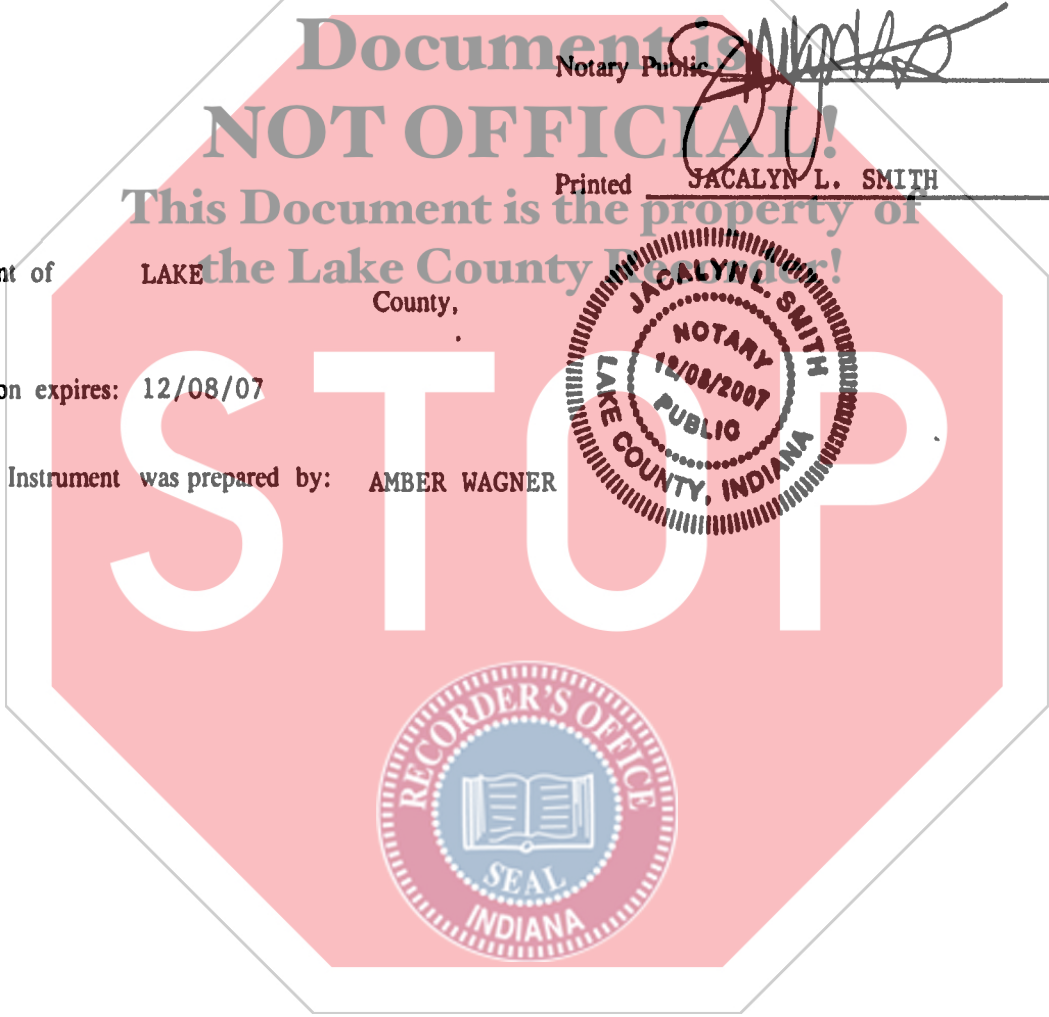 Document is
Notary Public
NOT OFFICIAL!
Printed JACALYN L. SMITH
This Document is the property of
the Lake County Recorder!
nt of LAKE
County,
JACALYN L. SMITH
NOTARY
12/08/2007
PUBLIC
LAKE COUNTY, INDIANA
on expires: 12/08/07
Instrument was prepared by: AMBER WAGNER
STOP
RECORDER'S OFFICE
SEAL
INDIANA